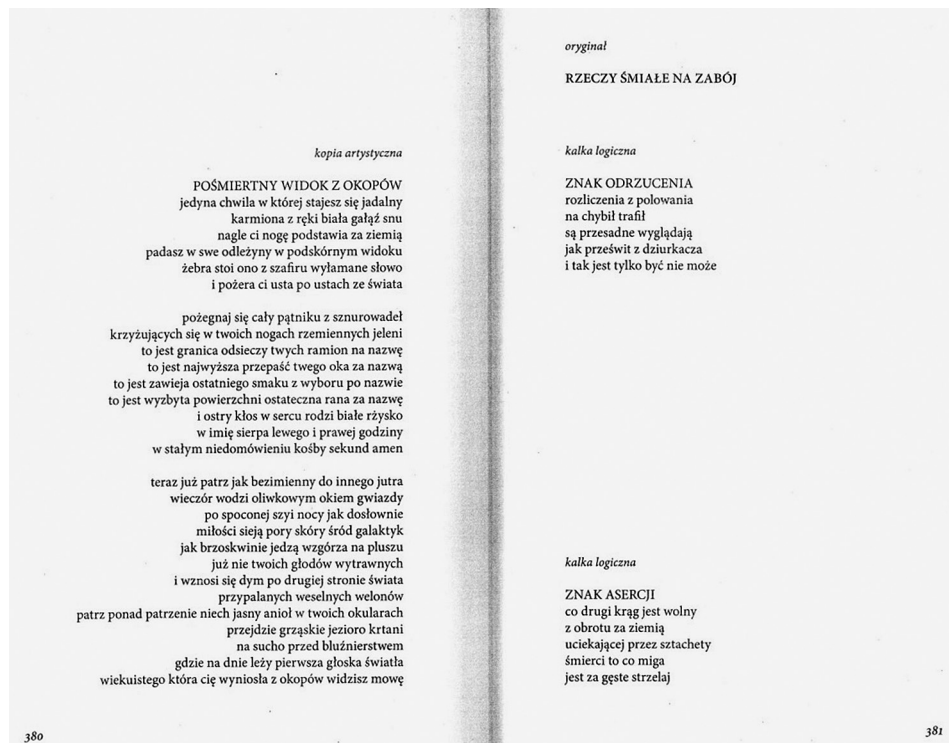 kopia artystyczna
POŚMIERTNY WIDOK Z OKOPÓW
jedyna chwila w której stajesz się jadalny
karmiona z ręki biała gałąź snu
nagle ci nogę podstawia za ziemią
padasz w swe odleżyny w podskórnym widoku
żebra stoi ono z szafiru wyłamane słowo
i pożera ci usta po ustach ze świata
pożegnaj się cały pątniku z sznurowadeł
krzyżujących się w twoich nogach rzemiennych jeleni
to jest granica odsieczy twych ramion na nazwę
to jest najwyższa przepaść twego oka za nazwą
to jest zawieja ostatniego smaku z wyboru po nazwie
to jest wyzbyta powierzchni ostateczna rana za nazwę
i ostry kłos w sercu rodzi białe rżysko
w imię sierpa lewego i prawej godziny
w stałym niedomówieniu kośby sekund amen
teraz już patrz jak bezimienny do innego jutra
wieczór wodzi oliwkowym okiem gwiazdy
po spoconej szyi nocy jak dosłownie
miłości sieją pory skóry śród galaktyk
jak brzoskwinie jedzą wzgórza na pluszu
już nie twoich głodów wytrawnych
i wznosi się dym po drugiej stronie świata
przypalanych weselnych welonów
patrz ponad patrzenie niech jasny anioł w twoich okularach
przejdzie grząskie jezioro krtani
na sucho przed bluźnierstwem
gdzie na dnie leży pierwsza głoska światła
wiekuistego która cię wyniosła z okopów widzisz mowę
380
oryginał
RZECZY ŚMIAŁE NA ZABÓJ
kalka logiczna
ZNAK ODRZUCENIA
rozliczenia z polowania
na chybił trafił
są przesadne wyglądają
jak prześwit z dziurkacza
i tak jest tylko być nie może
kalka logiczna
ZNAK ASERCJI
co drugi krąg jest wolny
z obrotu za ziemią
uciekającej przez sztachety
śmierci to co miga
jest za gęste strzelaj
381